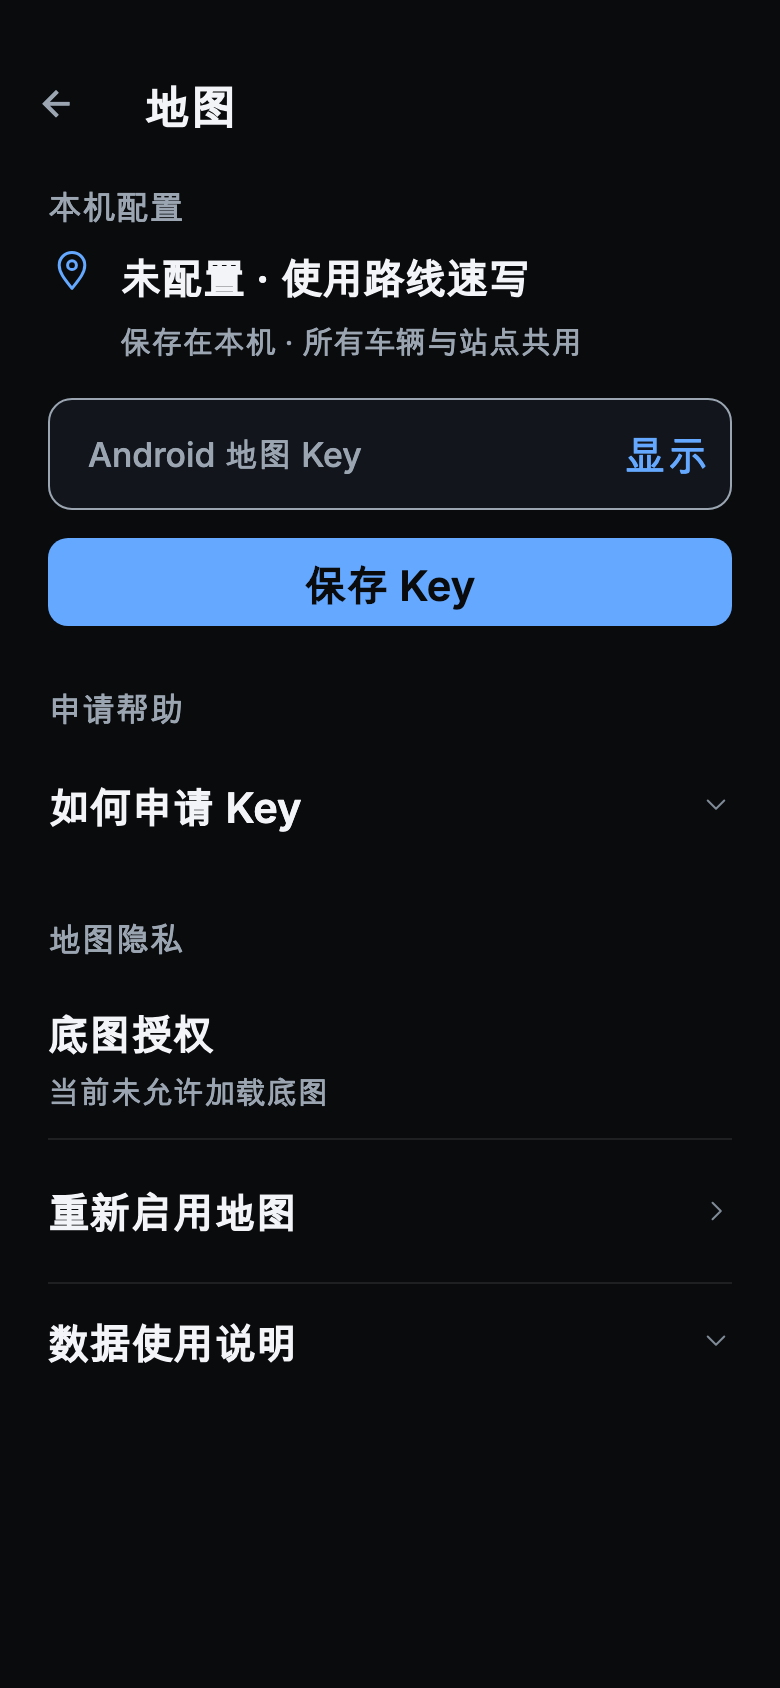 地图
本机配置
未配置 · 使用路线速写
保存在本机 · 所有车辆与站点共用
Android 地图 Key 显示
保存 Key
申请帮助
如何申请 Key
地图隐私
底图授权
当前未允许加载底图
重新启用地图
数据使用说明